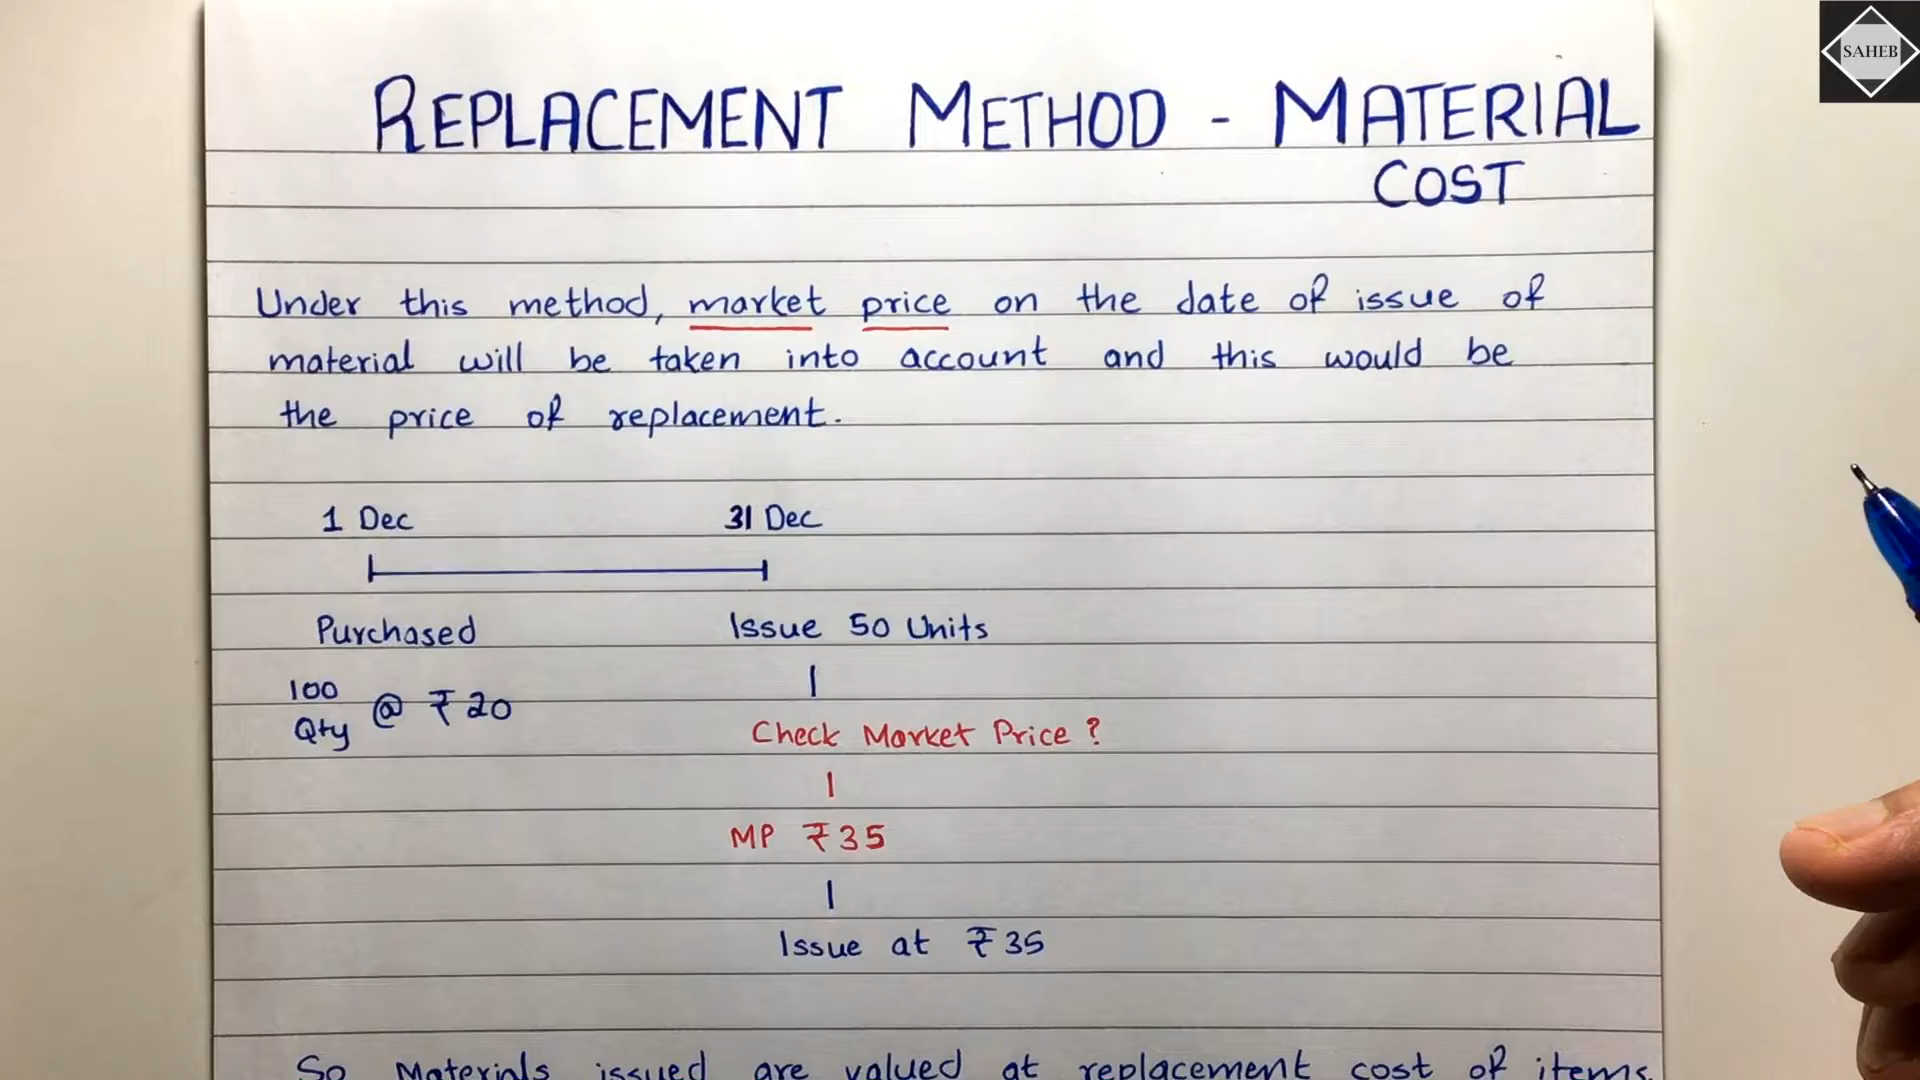 SAHEB
REPLACEMENT METHOD - MATERIAL
COST
Under this method, market price on the date of issue of
material will be taken into account and this would be
the price of replacement.
1 Dec 31 Dec
Purchased Issue 50 Units
100 Qty @ ₹20
Check Market Price ?
MP ₹35
Issue at ₹35
So Materials issued are valued at replacement cost of items.